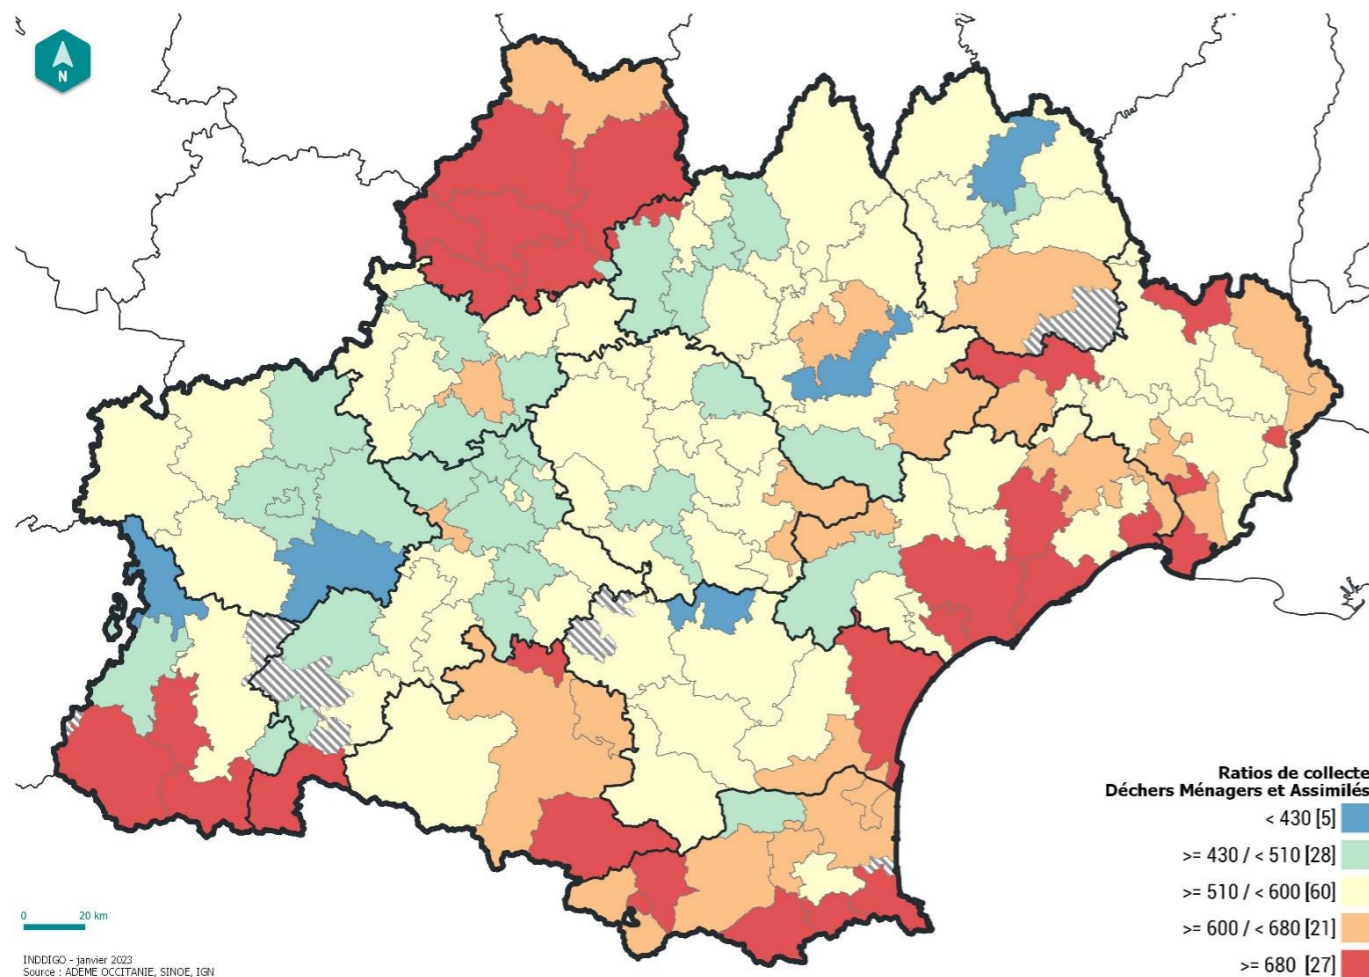 N
Ratios de collecte
Déchers Ménagers et Assimilés
< 430 [5]
>= 430 / < 510 [28]
>= 510 / < 600 [60]
>= 600 / < 680 [21]
>= 680 [27]
0 20 km
INDDIGO - janvier 2023
Source : ADEME OCCITANIE, SINOE, IGN